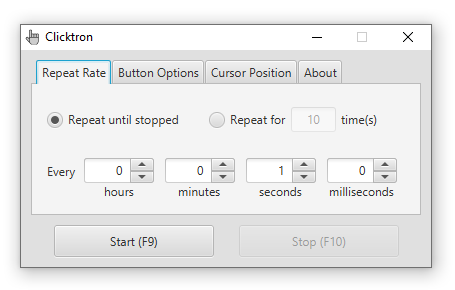 Clicktron
Repeat Rate Button Options Cursor Position About
Repeat until stopped Repeat for 10 time(s)
Every 0 0 1 0
hours minutes seconds milliseconds
Start (F9) Stop (F10)